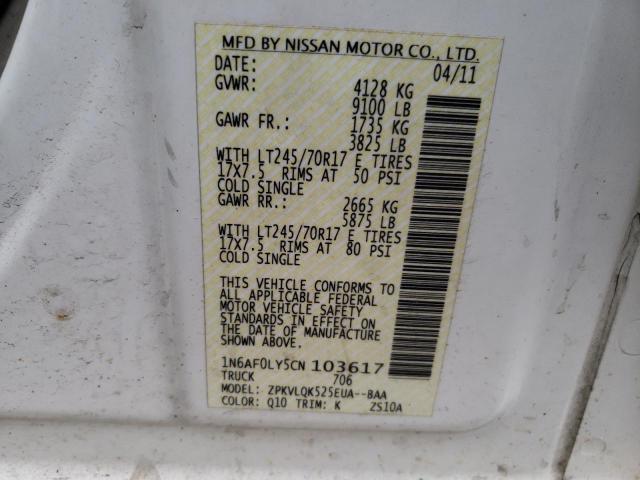 MFD BY NISSAN MOTOR CO., LTD.
DATE: 04/11
GVWR: 4128 KG
9100 LB
GAWR FR.: 1735 KG
3825 LB
WITH LT245/70R17 E TIRES
17X7.5 RIMS AT 50 PSI
COLD SINGLE
GAWR RR.: 2665 KG
5875 LB
WITH LT245/70R17 E TIRES
17X7.5 RIMS AT 80 PSI
COLD SINGLE
THIS VEHICLE CONFORMS TO
ALL APPLICABLE FEDERAL
MOTOR VEHICLE SAFETY
STANDARDS IN EFFECT ON
THE DATE OF MANUFACTURE
SHOWN ABOVE.
1N6AF0LY5CN 103617
TRUCK 706
MODEL: ZPKVLQK525EUA--BAA
COLOR: Q10 TRIM: K ZS10A